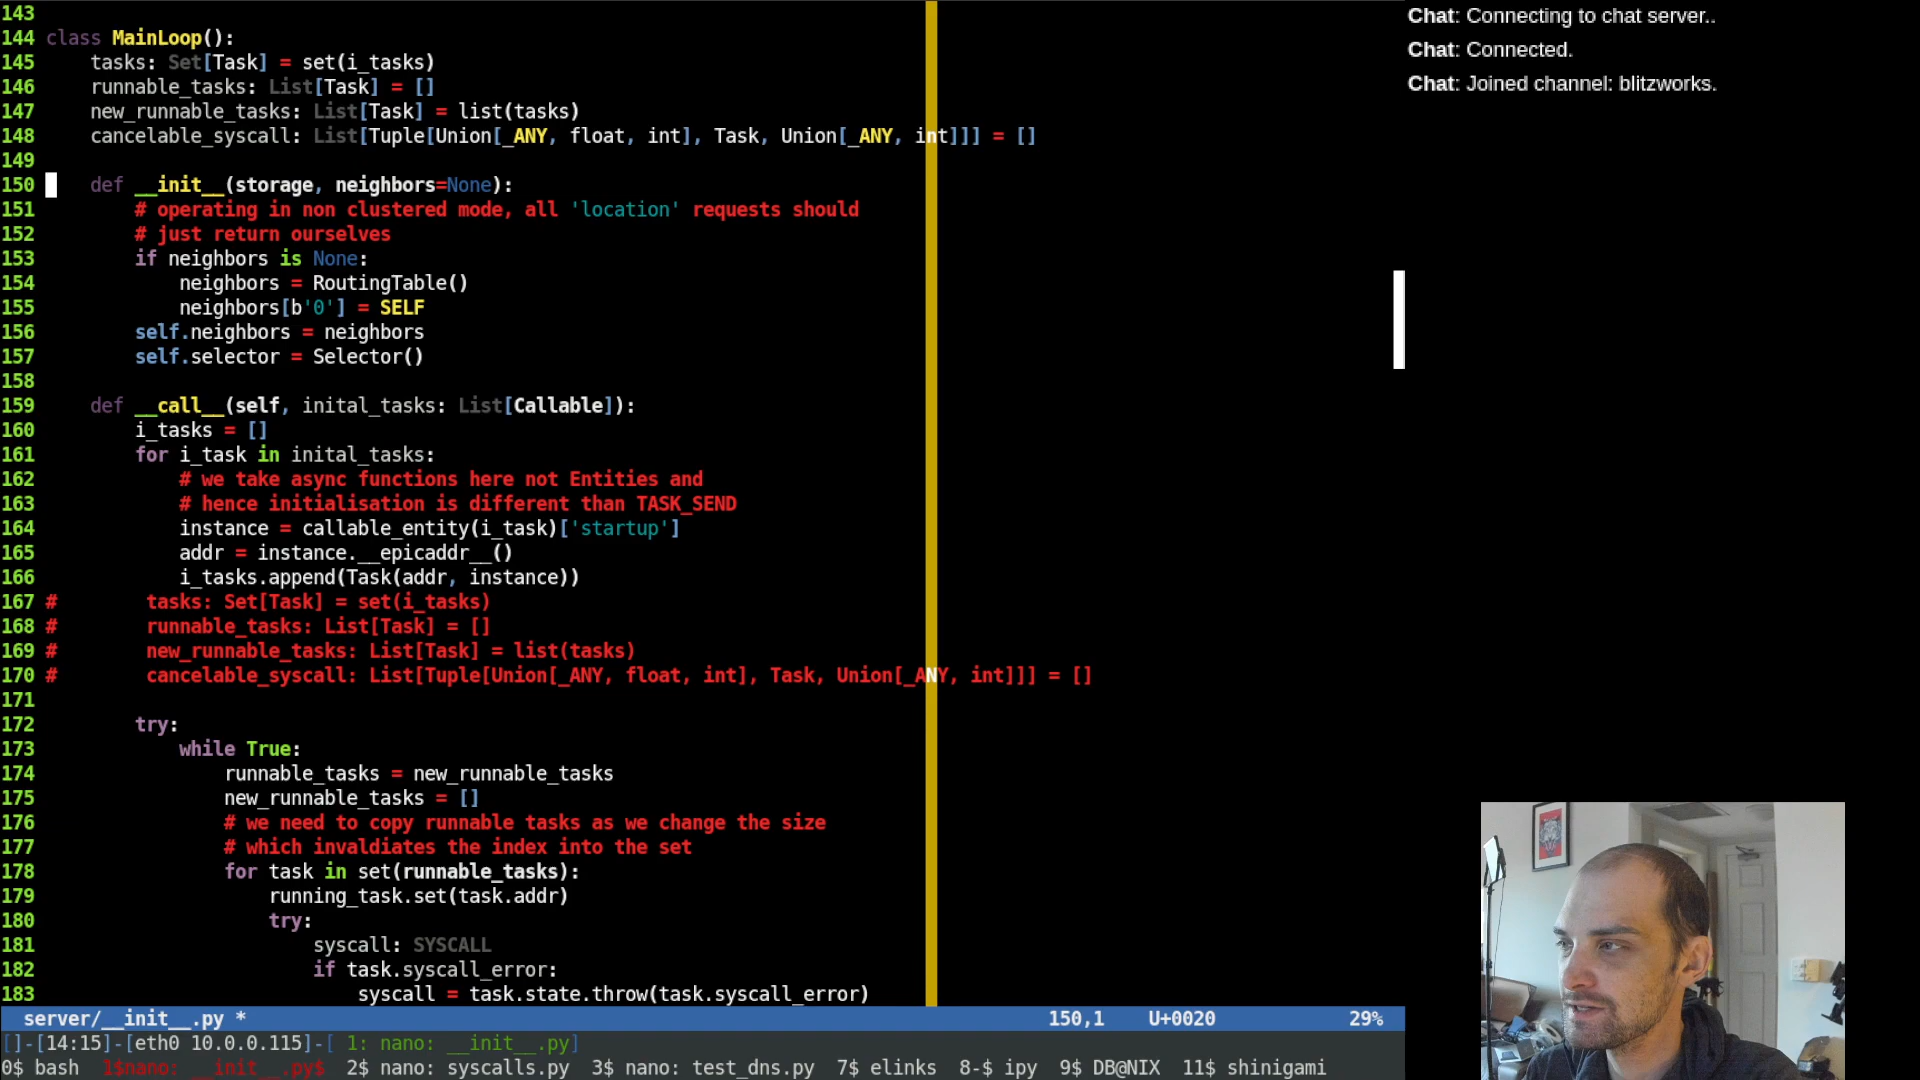 143
144 class MainLoop():
145     tasks: Set[Task] = set(i_tasks)
146     runnable_tasks: List[Task] = []
147     new_runnable_tasks: List[Task] = list(tasks)
148     cancelable_syscall: List[Tuple[Union[_ANY, float, int], Task, Union[_ANY, int]]] = []
149
150     def __init__(storage, neighbors=None):
151         # operating in non clustered mode, all 'location' requests should
152         # just return ourselves
153         if neighbors is None:
154             neighbors = RoutingTable()
155             neighbors[b'0'] = SELF
156         self.neighbors = neighbors
157         self.selector = Selector()
158
159     def __call__(self, inital_tasks: List[Callable]):
160         i_tasks = []
161         for i_task in inital_tasks:
162             # we take async functions here not Entities and
163             # hence initialisation is different than TASK_SEND
164             instance = callable_entity(i_task)['startup']
165             addr = instance.__epicaddr__()
166             i_tasks.append(Task(addr, instance))
167 #        tasks: Set[Task] = set(i_tasks)
168 #        runnable_tasks: List[Task] = []
169 #        new_runnable_tasks: List[Task] = list(tasks)
170 #        cancelable_syscall: List[Tuple[Union[_ANY, float, int], Task, Union[_ANY, int]]] = []
171
172         try:
173             while True:
174                 runnable_tasks = new_runnable_tasks
175                 new_runnable_tasks = []
176                 # we need to copy runnable tasks as we change the size
177                 # which invaldiates the index into the set
178                 for task in set(runnable_tasks):
179                     running_task.set(task.addr)
180                     try:
181                         syscall: SYSCALL
182                         if task.syscall_error:
183                             syscall = task.state.throw(task.syscall_error)
server/__init__.py * 150,1 U+0020 29%
[]-[14:15]-[eth0 10.0.0.115]-[ 1: nano: __init__.py]
0$ bash 1$nano: __init__.py$ 2$ nano: syscalls.py 3$ nano: test_dns.py 7$ elinks 8-$ ipy 9$ DB@NIX 11$ shinigami
Chat: Connecting to chat server..
Chat: Connected.
Chat: Joined channel: blitzworks.